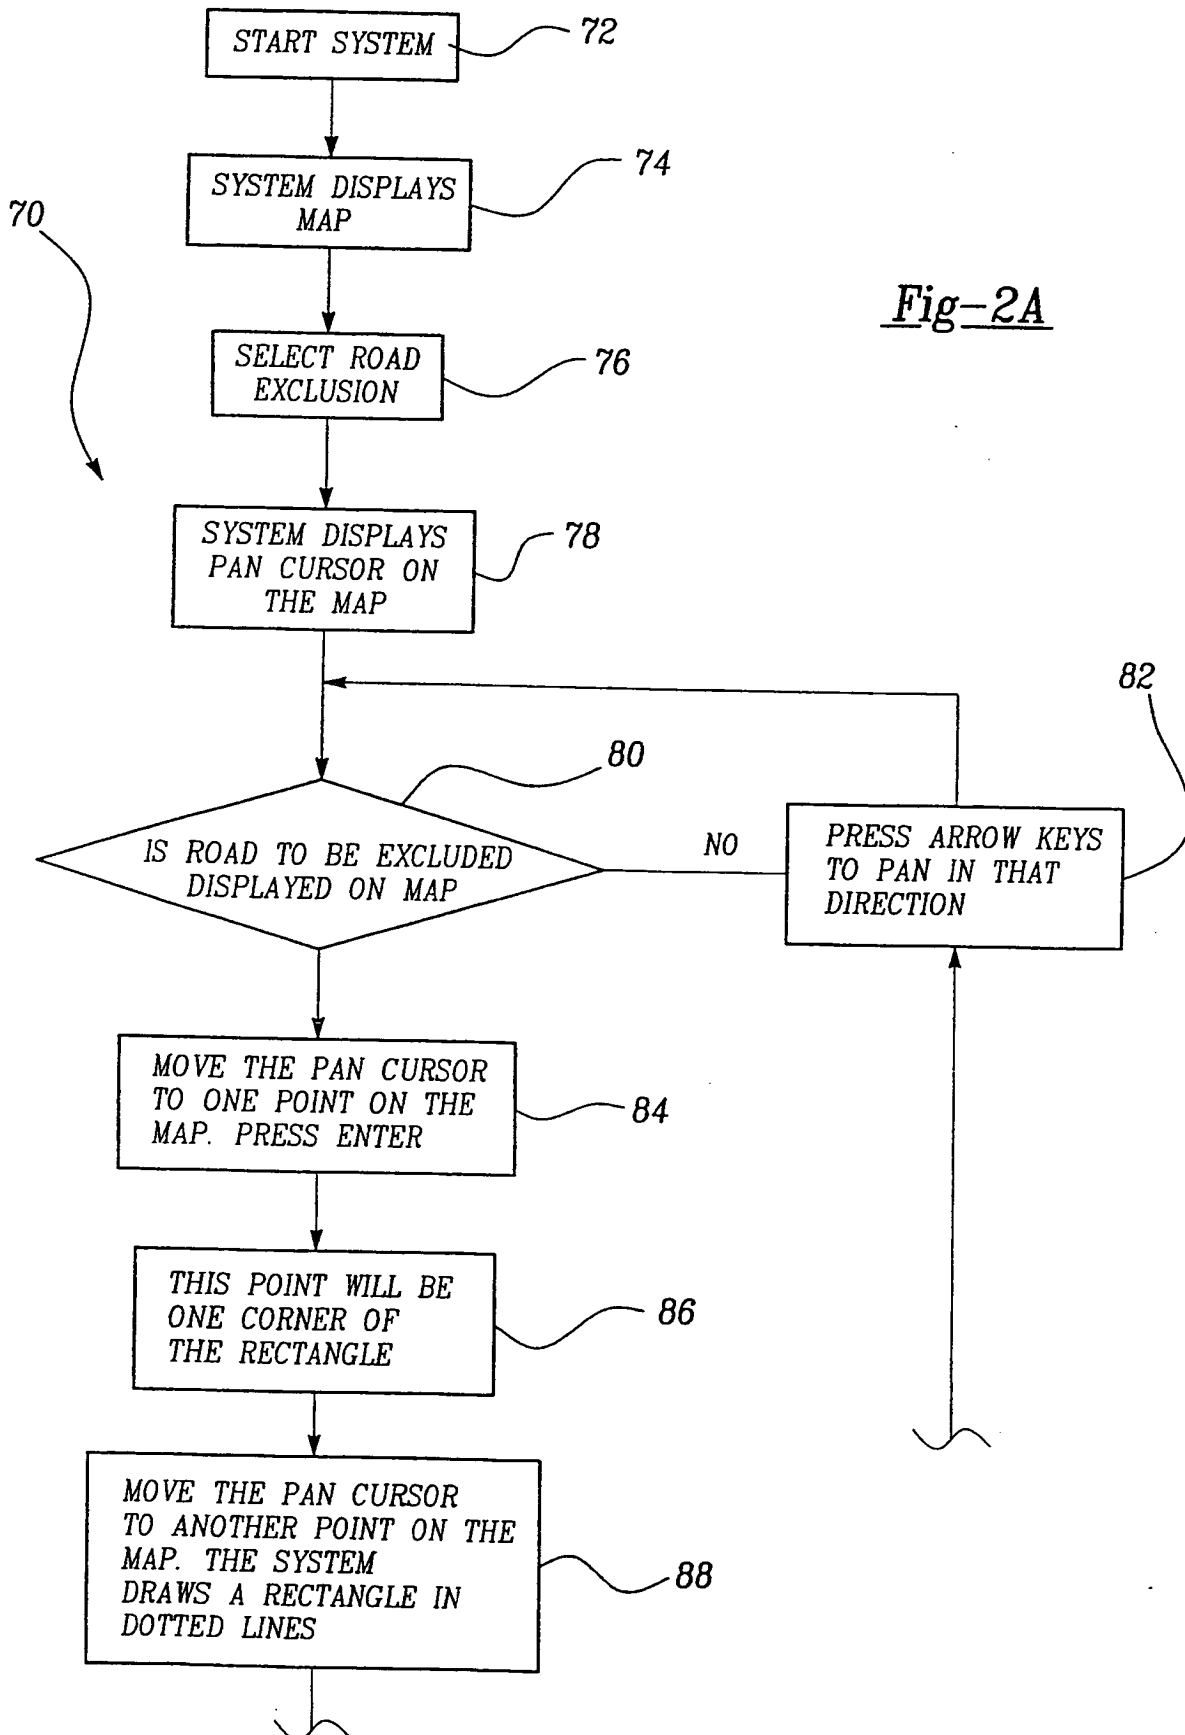 START SYSTEM
72
SYSTEM DISPLAYS
MAP
74
70
Fig-2A
SELECT ROAD
EXCLUSION
76
SYSTEM DISPLAYS
PAN CURSOR ON
THE MAP
78
82
80
IS ROAD TO BE EXCLUDED
DISPLAYED ON MAP
NO
PRESS ARROW KEYS
TO PAN IN THAT
DIRECTION
MOVE THE PAN CURSOR
TO ONE POINT ON THE
MAP. PRESS ENTER
84
THIS POINT WILL BE
ONE CORNER OF
THE RECTANGLE
86
MOVE THE PAN CURSOR
TO ANOTHER POINT ON THE
MAP. THE SYSTEM
DRAWS A RECTANGLE IN
DOTTED LINES
88